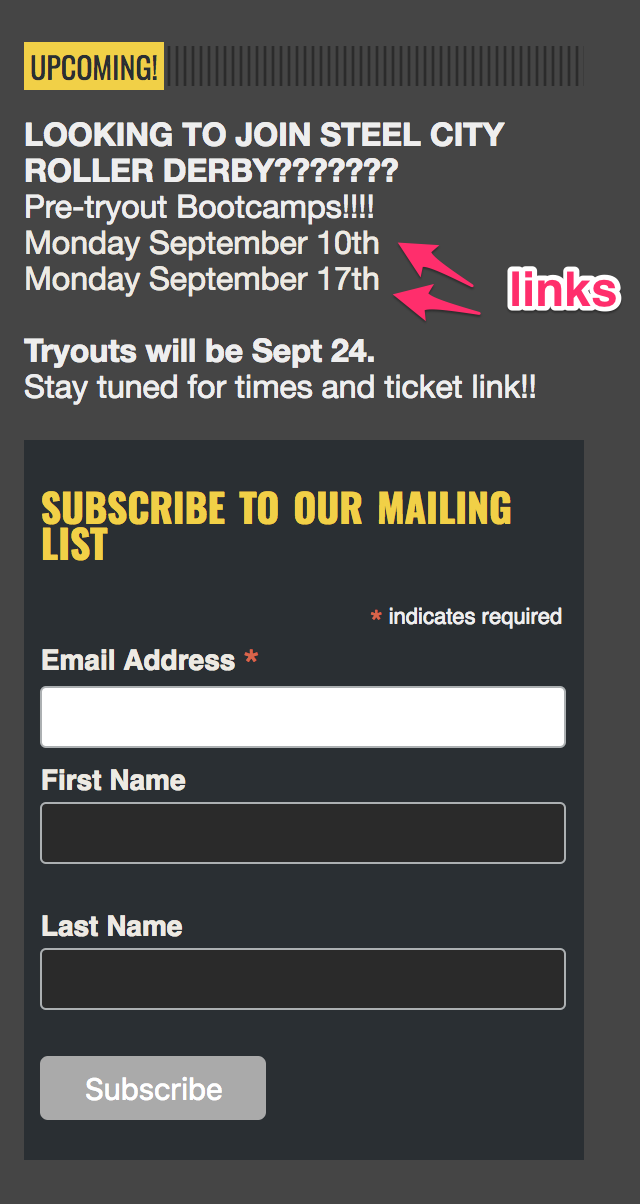 UPCOMING!
LOOKING TO JOIN STEEL CITY
ROLLER DERBY???????
Pre-tryout Bootcamps!!!!
Monday September 10th
Monday September 17th
links
Tryouts will be Sept 24.
Stay tuned for times and ticket link!!
SUBSCRIBE TO OUR MAILING
LIST
* indicates required
Email Address *
First Name
Last Name
Subscribe